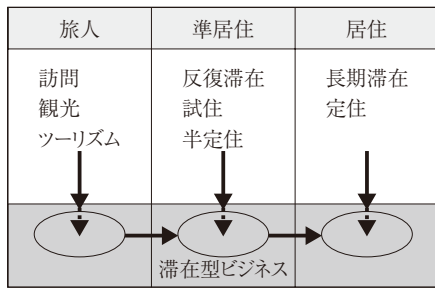 旅人 準居住 居住
訪問 反復滞在 長期滞在
観光 試住 定住
ツーリズム 半定住
滞在型ビジネス